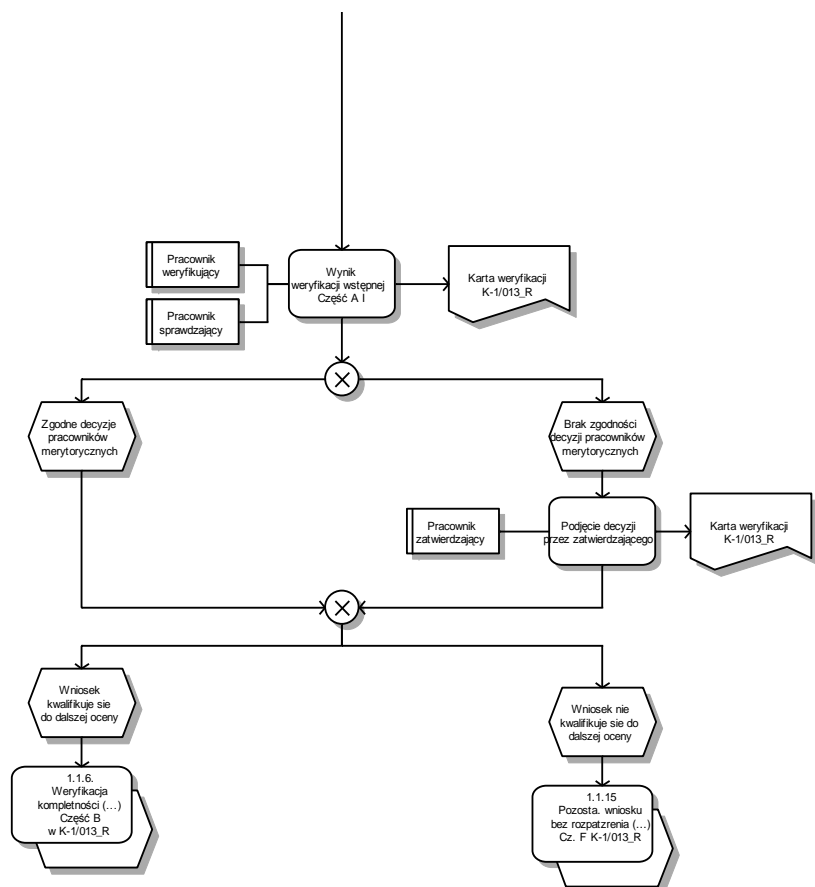 Pracownik
weryfikujący
Wynik
weryfikacji wstępnej
Część A I
Karta weryfikacji
K-1/013_R
Pracownik
sprawdzający
Zgodne decyzje
pracowników
merytorycznych
Brak zgodności
decyzji pracowników
merytorycznych
Pracownik
zatwierdzający
Podjęcie decyzji
przez zatwierdzającego
Karta weryfikacji
K-1/013_R
Wniosek
kwalifikuje sie
do dalszej oceny
Wniosek nie
kwalifikuje sie do
dalszej oceny
1.1.6.
Weryfikacja
kompletności (…)
Część B
w K-1/013_R
1.1.15
Pozosta. wniosku
bez rozpatzrenia (…)
Cz. F K-1/013_R